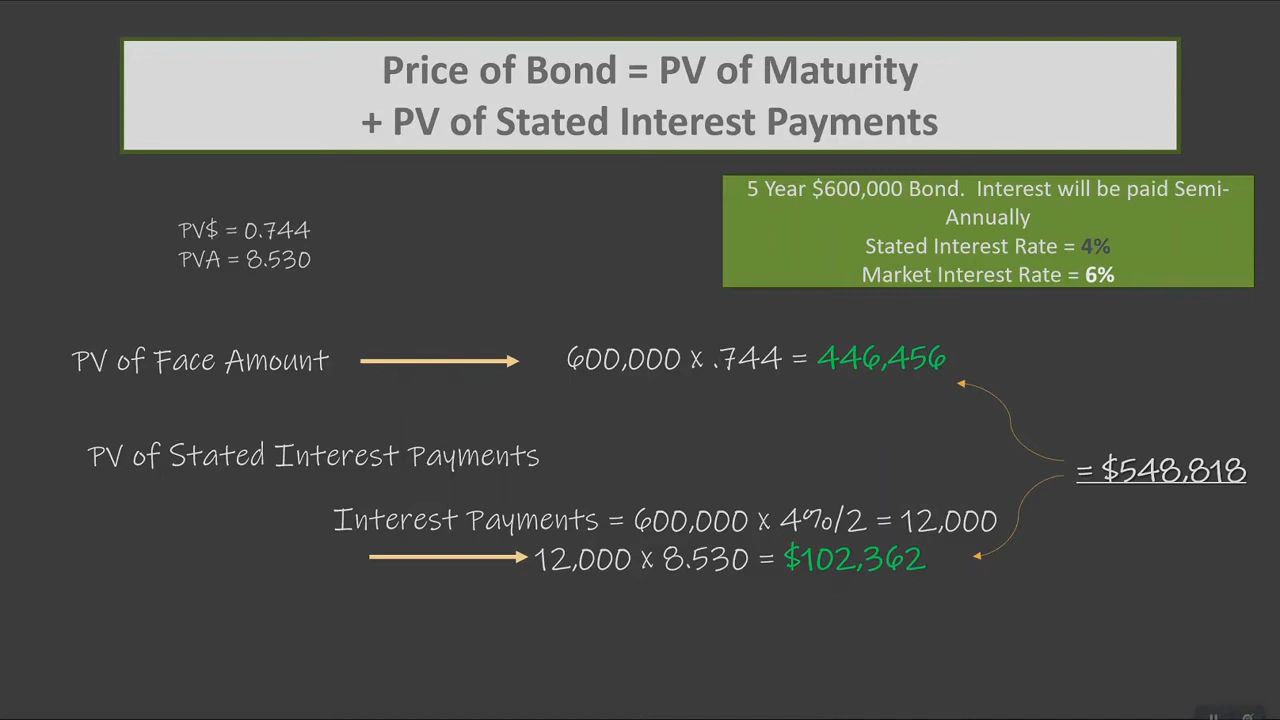 Price of Bond = PV of Maturity
+ PV of Stated Interest Payments
5 Year $600,000 Bond. Interest will be paid Semi-
Annually
Stated Interest Rate = 4%
Market Interest Rate = 6%
PV$ = 0.744
PVA = 8.530
PV of Face Amount
600,000 x .744 = 446,456
PV of Stated Interest Payments
= $548,818
Interest Payments = 600,000 x 4%/2 = 12,000
12,000 x 8.530 = $102,362